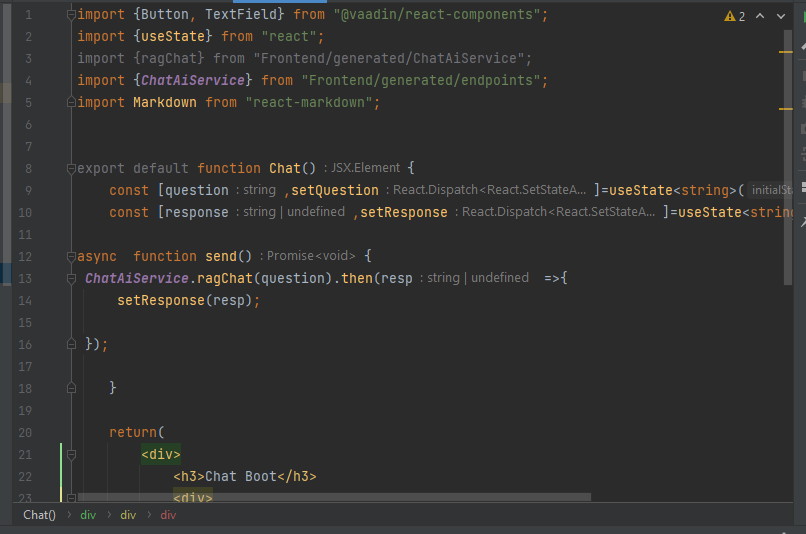 1 import {Button, TextField} from "@vaadin/react-components"; 2
2 import {useState} from "react";
3 import {ragChat} from "Frontend/generated/ChatAiService";
4 import {ChatAiService} from "Frontend/generated/endpoints";
5 import Markdown from "react-markdown";
6
7
8 export default function Chat() : JSX.Element {
9 const [question : string ,setQuestion : React.Dispatch<React.SetStateA... ]=useState<string>( initialSta
10 const [response : string | undefined ,setResponse : React.Dispatch<React.SetStateA... ]=useState<string
11
12 async function send() : Promise<void> {
13 ChatAiService.ragChat(question).then(resp : string | undefined =>{
14 setResponse(resp);
15
16 });
17
18 }
19
20 return(
21 <div>
22 <h3>Chat Boot</h3>
23 <div>
Chat() › div › div › div